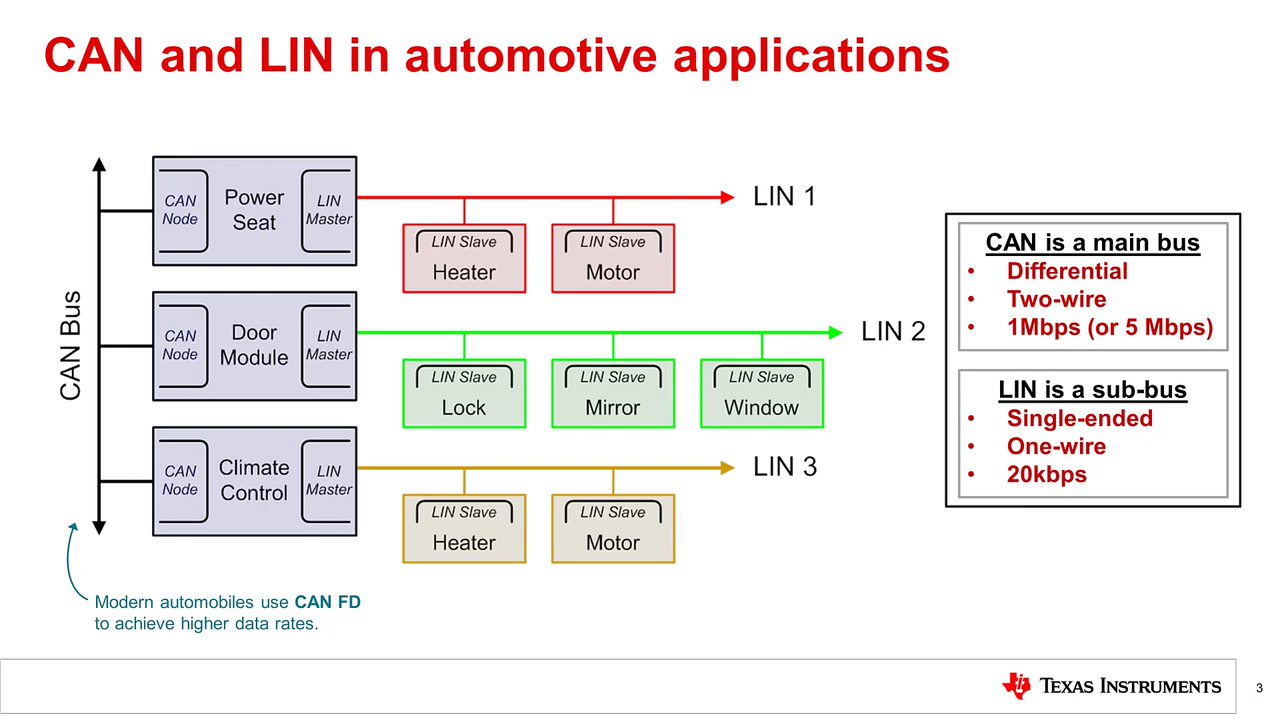 CAN and LIN in automotive applications
CAN Bus
CAN
Node
Power
Seat
LIN
Master
LIN 1
LIN Slave
Heater
LIN Slave
Motor
CAN
Node
Door
Module
LIN
Master
LIN 2
LIN Slave
Lock
LIN Slave
Mirror
LIN Slave
Window
CAN
Node
Climate
Control
LIN
Master
LIN 3
LIN Slave
Heater
LIN Slave
Motor
Modern automobiles use CAN FD
to achieve higher data rates.
CAN is a main bus
• Differential
• Two-wire
• 1Mbps (or 5 Mbps)
LIN is a sub-bus
• Single-ended
• One-wire
• 20kbps
TEXAS INSTRUMENTS
3